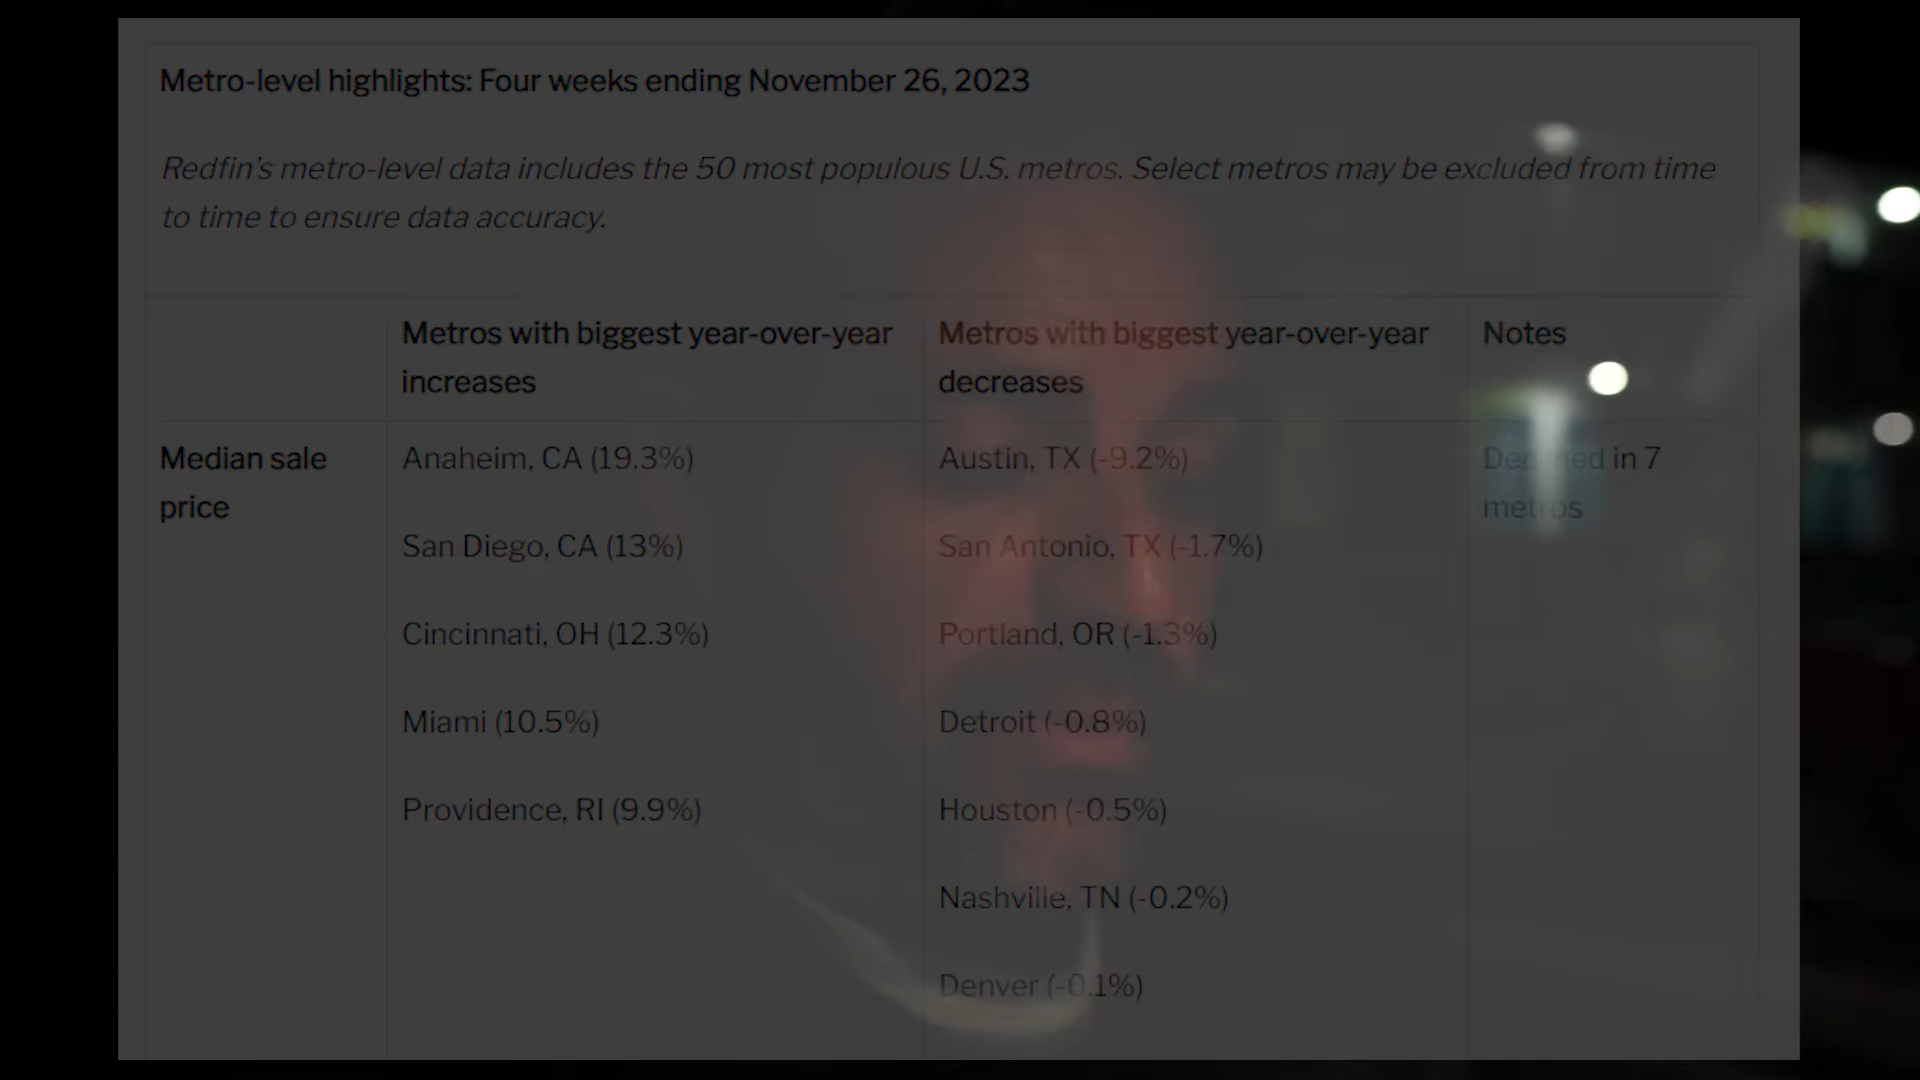 Metro-level highlights: Four weeks ending November 26, 2023
Redfin’s metro-level data includes the 50 most populous U.S. metros. Select metros may be excluded from time
to time to ensure data accuracy.
Metros with biggest year-over-year
increases
Metros with biggest year-over-year
decreases
Notes
Median sale
price
Anaheim, CA (19.3%)
San Diego, CA (13%)
Cincinnati, OH (12.3%)
Miami (10.5%)
Providence, RI (9.9%)
Austin, TX (-9.2%)
San Antonio, TX (-1.7%)
Portland, OR (-1.3%)
Detroit (-0.8%)
Houston (-0.5%)
Nashville, TN (-0.2%)
Denver (-0.1%)
Declined in 7
metros